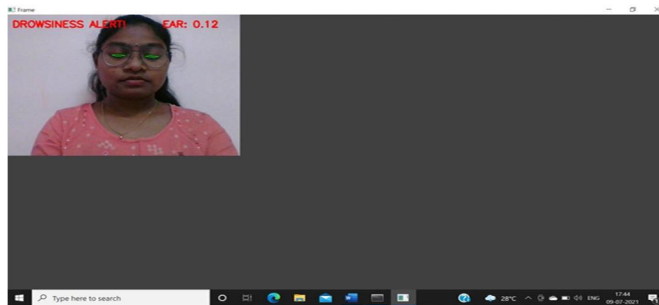 Frame
DROWSINESS ALERT! EAR: 0.12
Type here to search
28°C ENG
17:44
09-07-2021